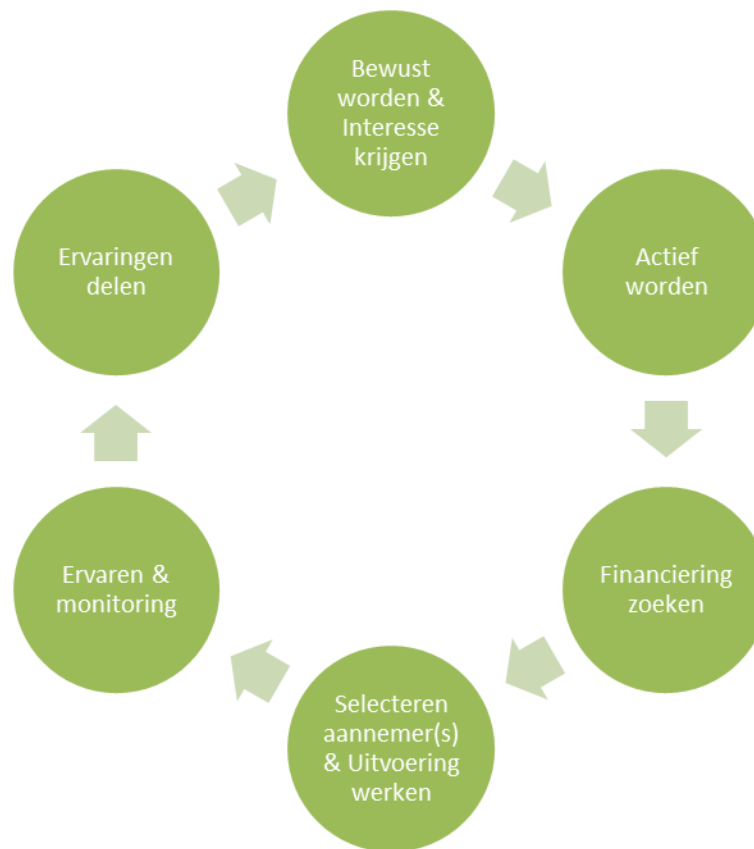 Bewust
worden &
Interesse
krijgen
Actief
worden
Financiering
zoeken
Selecteren
aannemer(s)
& Uitvoering
werken
Ervaren &
monitoring
Ervaringen
delen